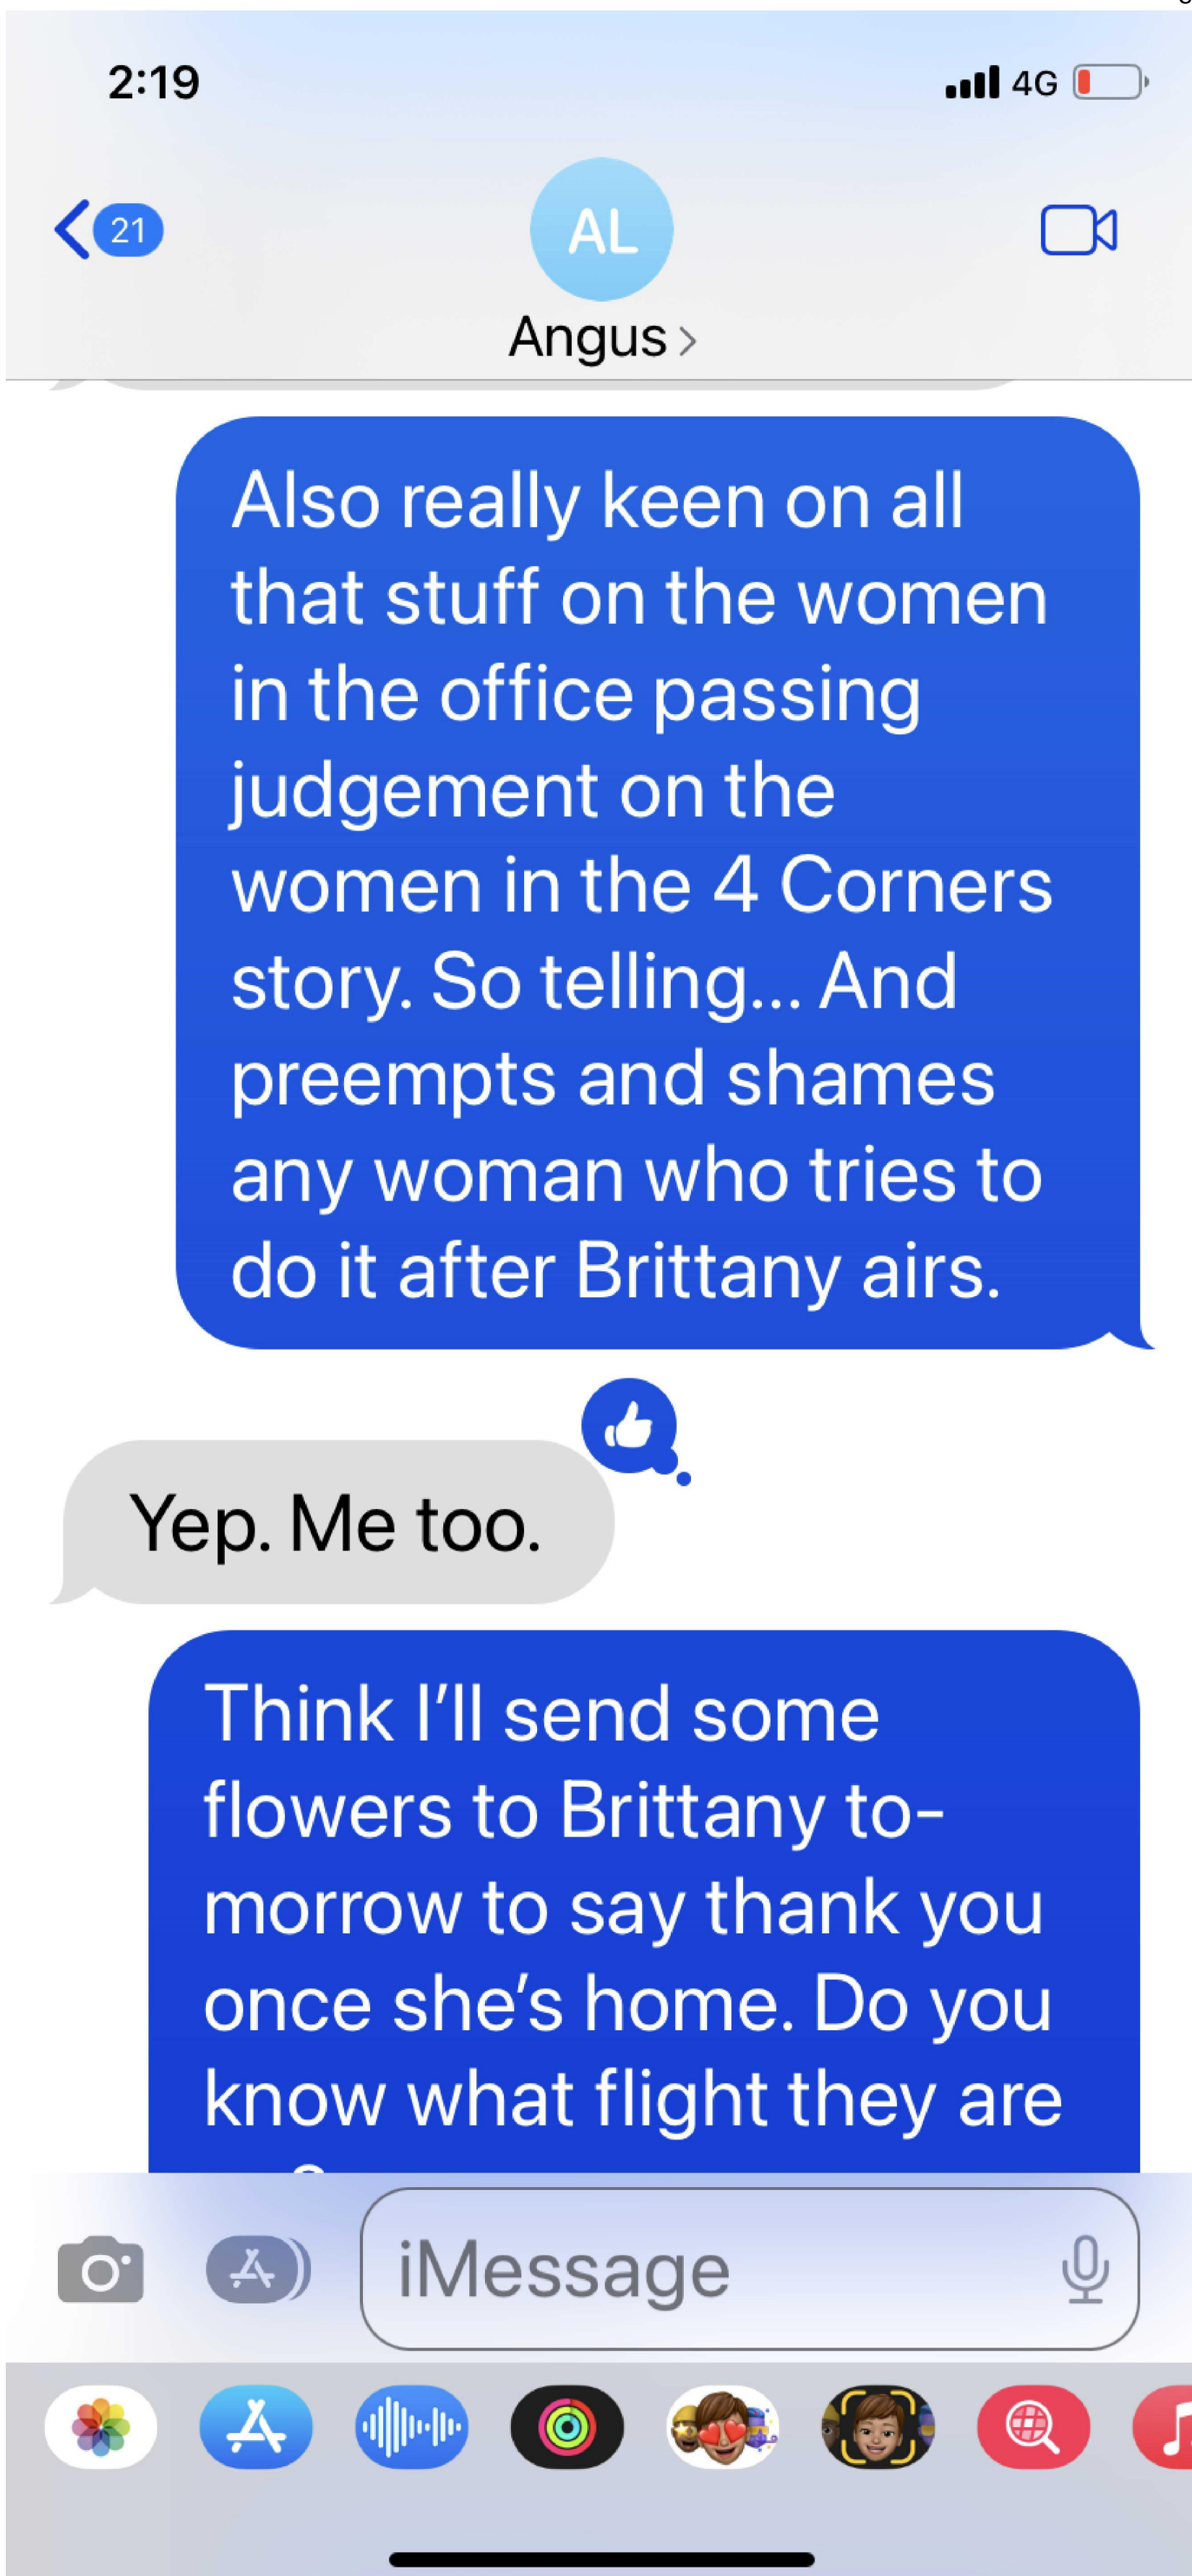 2:19
4G
21
AL
Angus
Also really keen on all
that stuff on the women
in the office passing
judgement on the
women in the 4 Corners
story. So telling... And
preempts and shames
any woman who tries to
do it after Brittany airs.
Yep. Me too.
Think I’ll send some
flowers to Brittany to-
morrow to say thank you
once she’s home. Do you
know what flight they are
iMessage